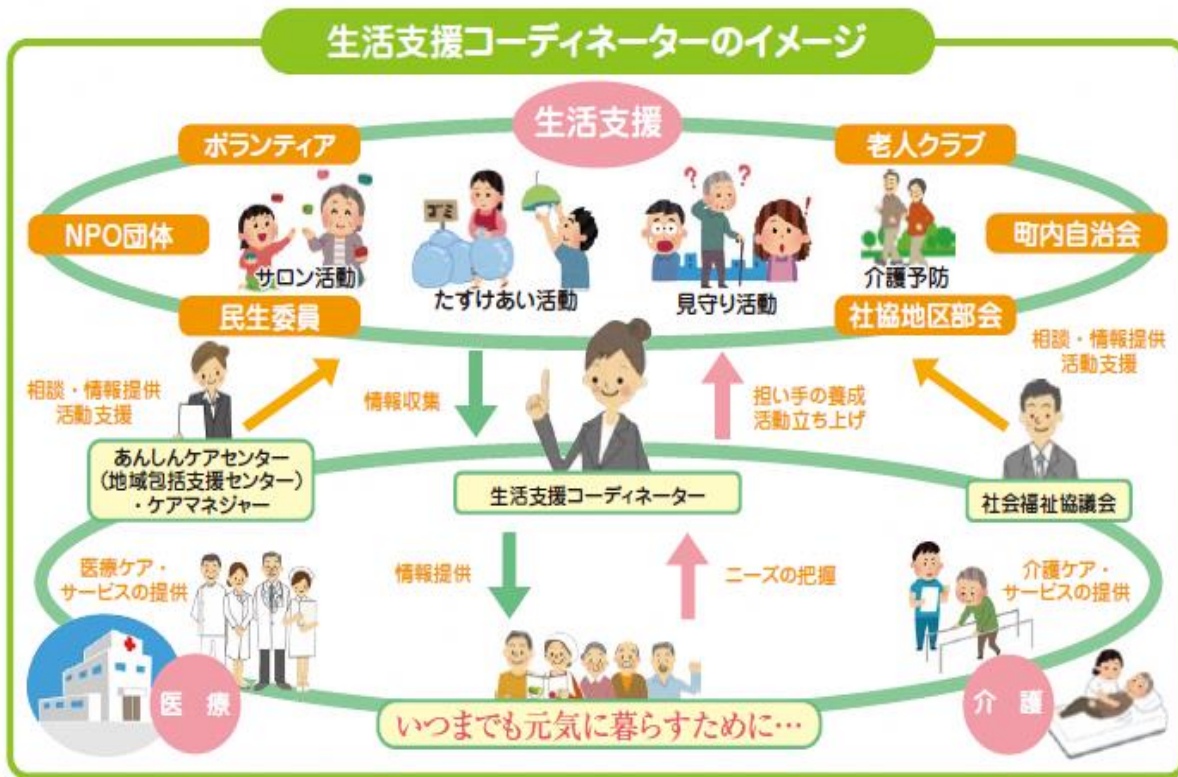 生活支援コーディネーターのイメージ
生活支援
ボランティア
老人クラブ
NPO団体
町内自治会
ゴミ
サロン活動
たすけあい活動
見守り活動
介護予防
民生委員
社協地区部会
相談・情報提供
活動支援
情報収集
担い手の養成
活動立ち上げ
相談・情報提供
活動支援
あんしんケアセンター
（地域包括支援センター）
・ケアマネジャー
生活支援コーディネーター
社会福祉協議会
医療ケア・
サービスの提供
情報提供
ニーズの把握
介護ケア・
サービスの提供
医療
介護
いつまでも元気に暮らすために…